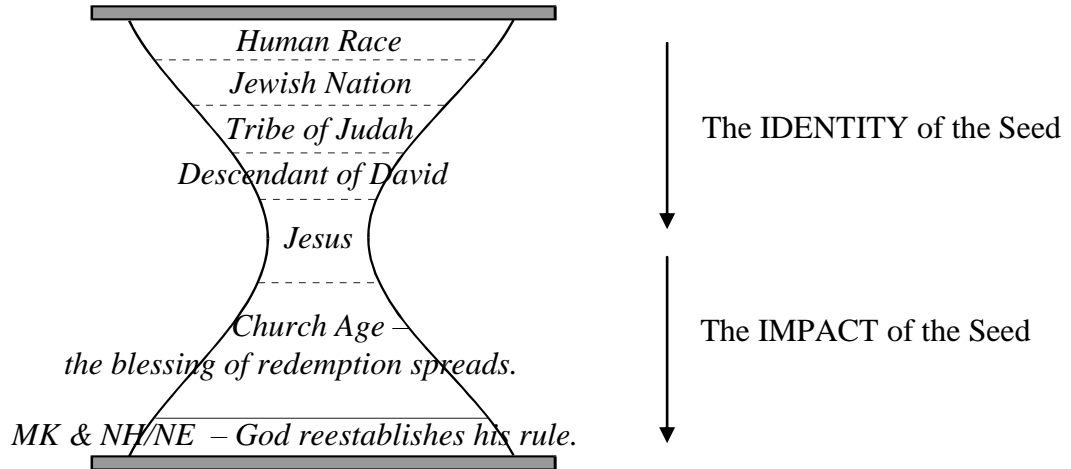 Human Race
Jewish Nation
Tribe of Judah
The IDENTITY of the Seed
Descendant of David
Jesus
Church Age –
the blessing of redemption spreads.
The IMPACT of the Seed
MK & NH/NE – God reestablishes his rule.